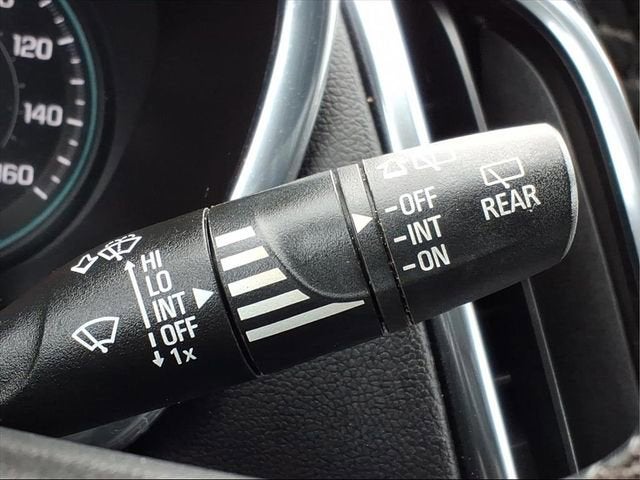 120
140
160
HI
LO
INT
OFF
1x
OFF
INT
ON
REAR